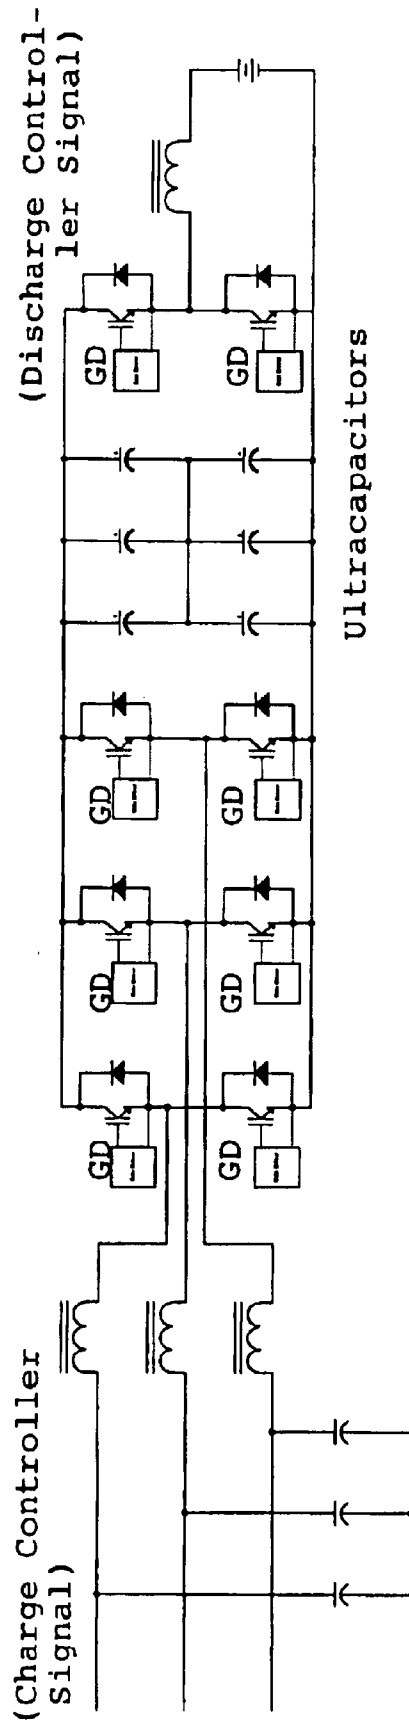 (Charge Controller
Signal)
GD
GD
GD
GD
GD
GD
GD
GD
(Discharge Control-
ler Signal)
Ultracapacitors